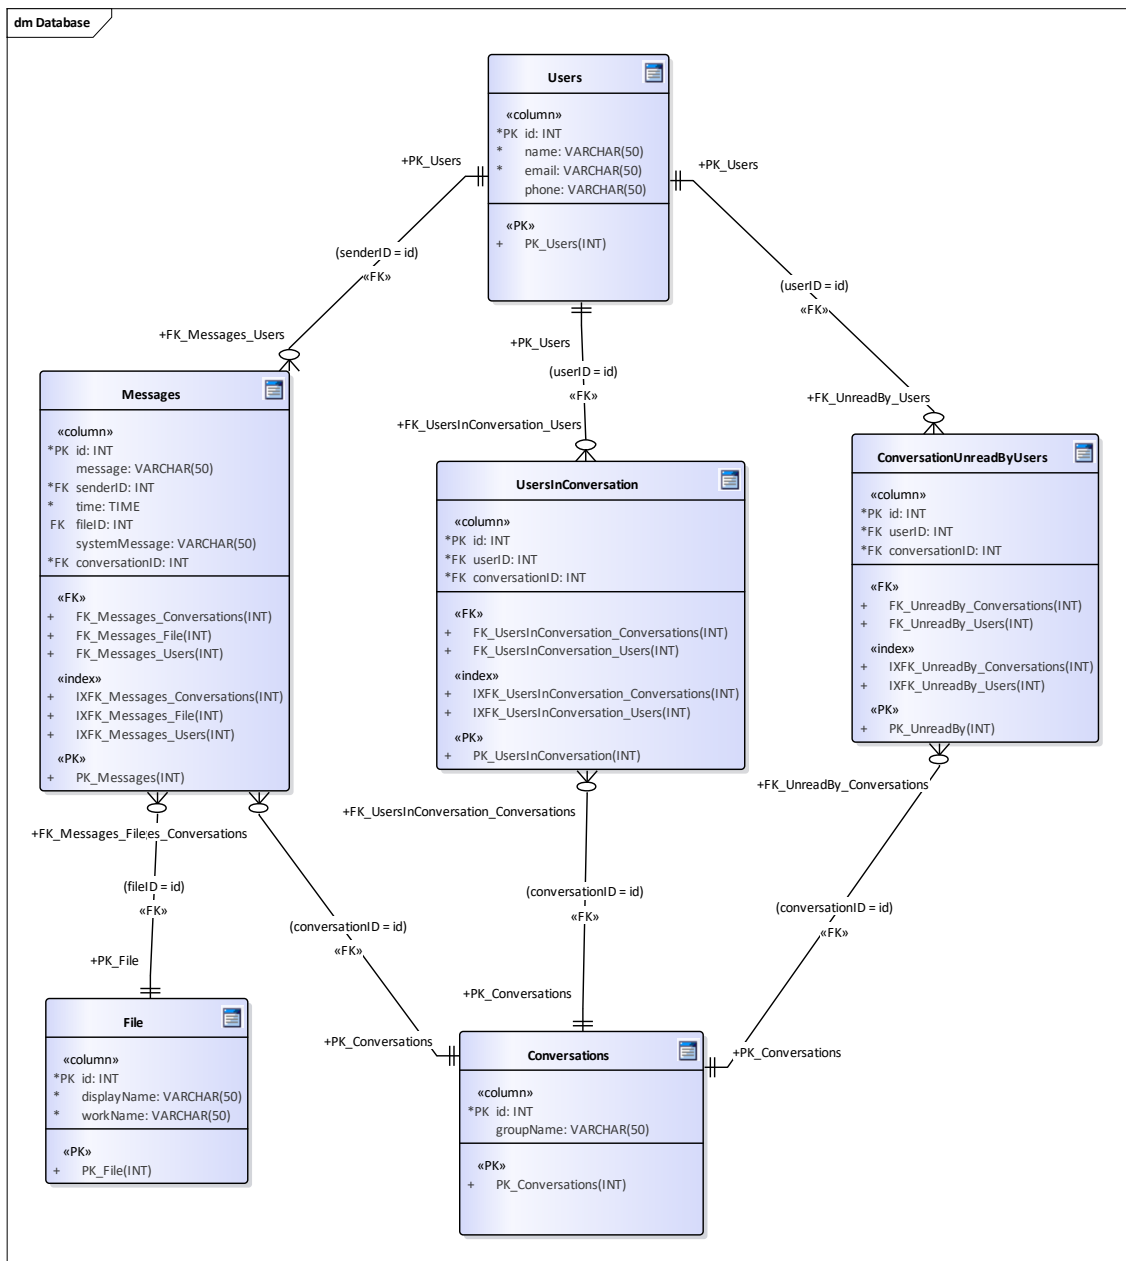 dm Database
Users
«column»
*PK id: INT
* name: VARCHAR(50)
* email: VARCHAR(50)
phone: VARCHAR(50)
«PK»
+ PK_Users(INT)
+PK_Users
(senderID = id)
«FK»
+FK_Messages_Users
+PK_Users
(userID = id)
«FK»
+FK_UsersInConversation_Users
+PK_Users
(userID = id)
«FK»
+FK_UnreadBy_Users
Messages
«column»
*PK id: INT
message: VARCHAR(50)
*FK senderID: INT
* time: TIME
FK fileID: INT
systemMessage: VARCHAR(50)
*FK conversationID: INT
«FK»
+ FK_Messages_Conversations(INT)
+ FK_Messages_File(INT)
+ FK_Messages_Users(INT)
«index»
+ IXFK_Messages_Conversations(INT)
+ IXFK_Messages_File(INT)
+ IXFK_Messages_Users(INT)
«PK»
+ PK_Messages(INT)
UsersInConversation
«column»
*PK id: INT
*FK userID: INT
*FK conversationID: INT
«FK»
+ FK_UsersInConversation_Conversations(INT)
+ FK_UsersInConversation_Users(INT)
«index»
+ IXFK_UsersInConversation_Conversations(INT)
+ IXFK_UsersInConversation_Users(INT)
«PK»
+ PK_UsersInConversation(INT)
ConversationUnreadByUsers
«column»
*PK id: INT
*FK userID: INT
*FK conversationID: INT
«FK»
+ FK_UnreadBy_Conversations(INT)
+ FK_UnreadBy_Users(INT)
«index»
+ IXFK_UnreadBy_Conversations(INT)
+ IXFK_UnreadBy_Users(INT)
«PK»
+ PK_UnreadBy(INT)
+FK_Messages_File
es_Conversations
(fileID = id)
«FK»
+PK_File
(conversationID = id)
«FK»
+PK_Conversations
+FK_UsersInConversation_Conversations
(conversationID = id)
«FK»
+PK_Conversations
+FK_UnreadBy_Conversations
(conversationID = id)
«FK»
+PK_Conversations
File
«column»
*PK id: INT
* displayName: VARCHAR(50)
* workName: VARCHAR(50)
«PK»
+ PK_File(INT)
Conversations
«column»
*PK id: INT
groupName: VARCHAR(50)
«PK»
+ PK_Conversations(INT)